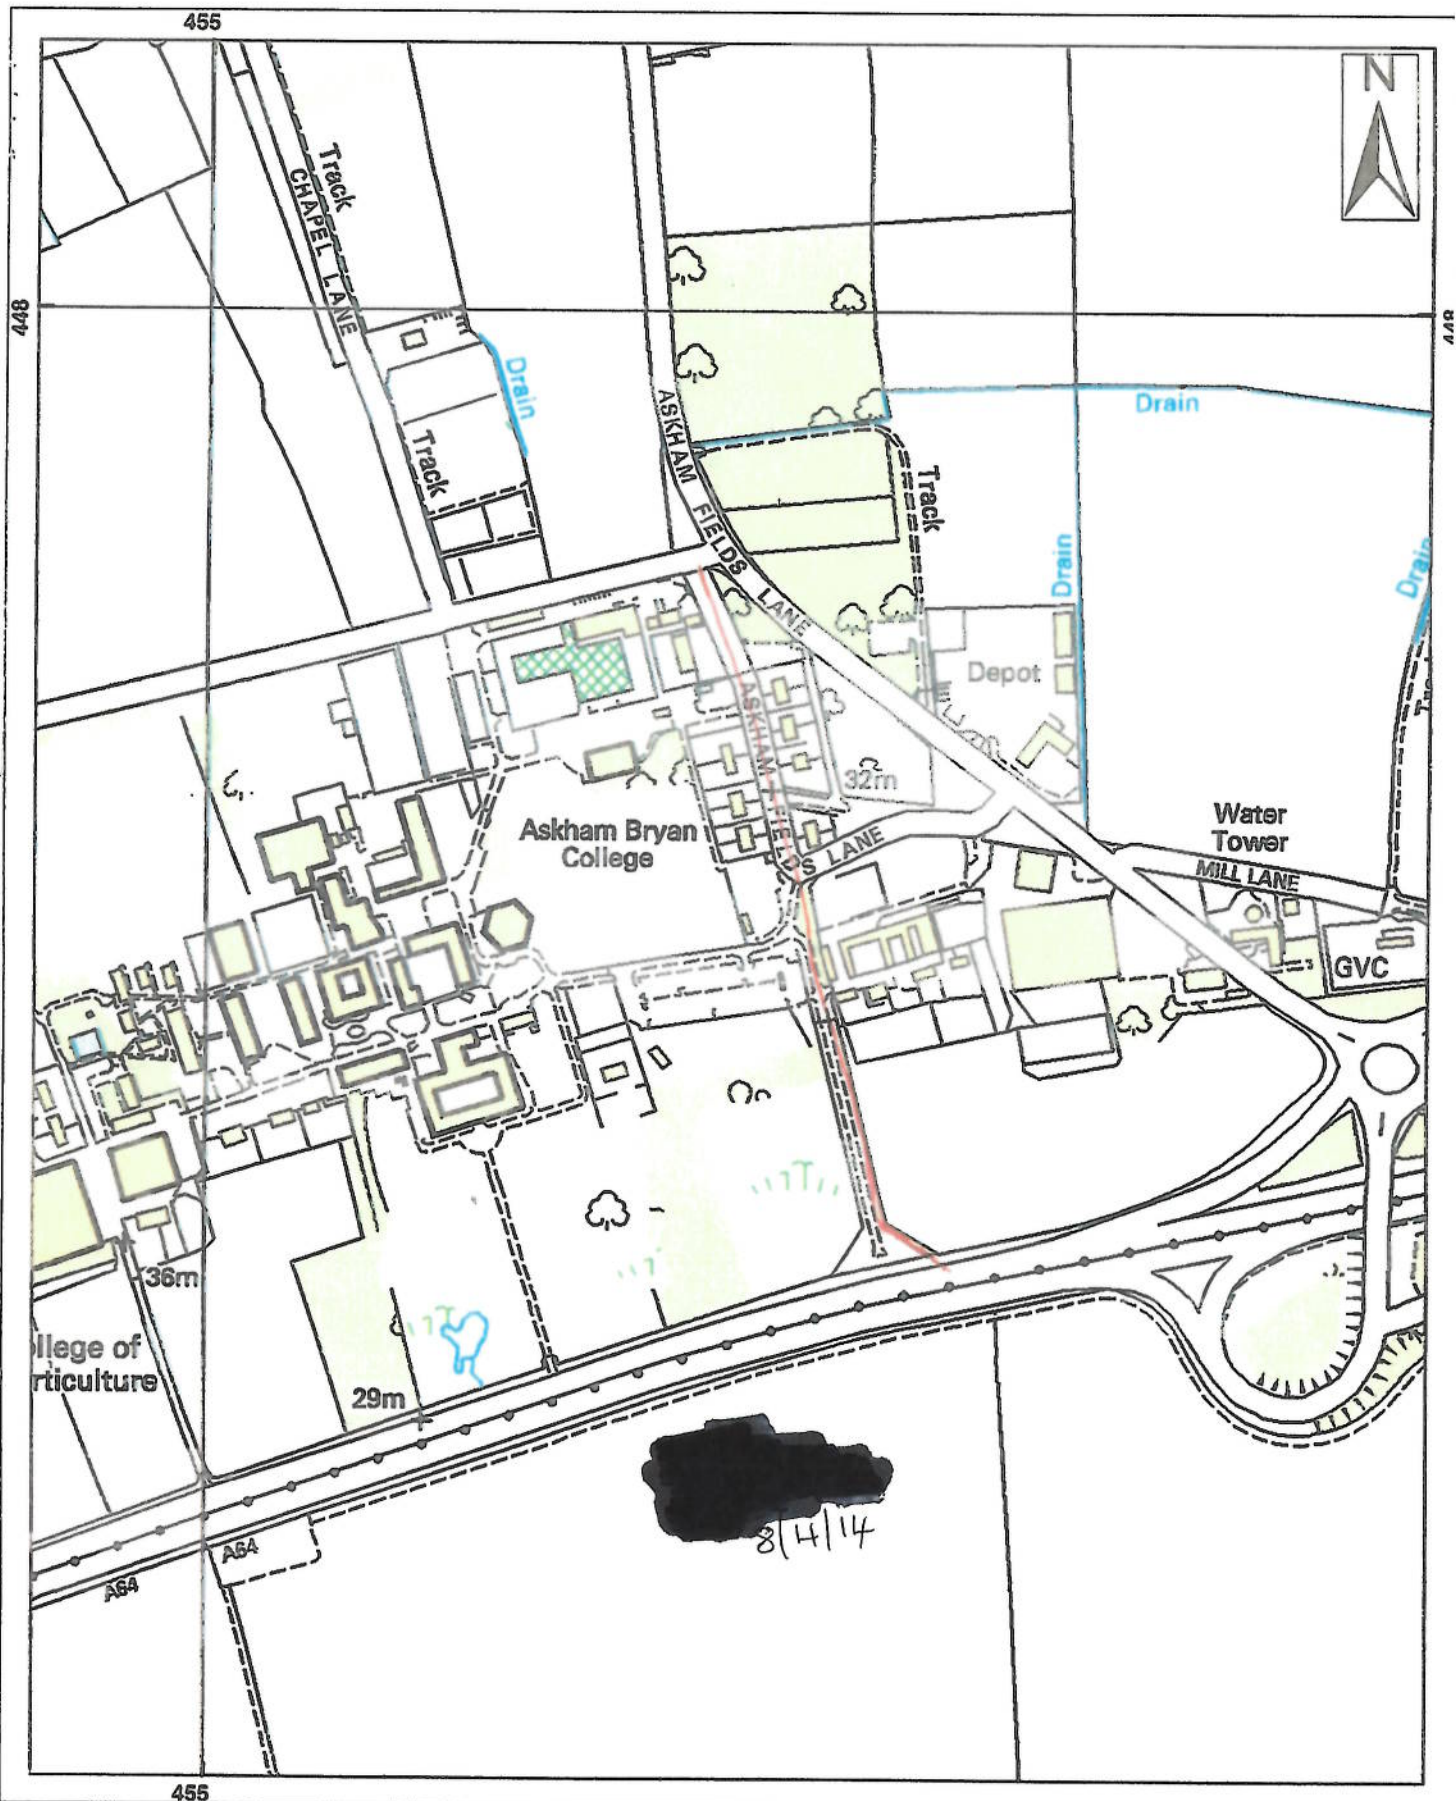 455
N
Track
CHAPEL LANE
448
448
Drain
ASKHAM FIELDS LANE
Drain
Track
Track
Drain
Drain
Depot
ASKHAM FIELDS LANE
32m
Askham Bryan
College
Water
Tower
MILL LANE
GVC
36m
llege of
rticulture
29m
8/4/14
A64
A64
455